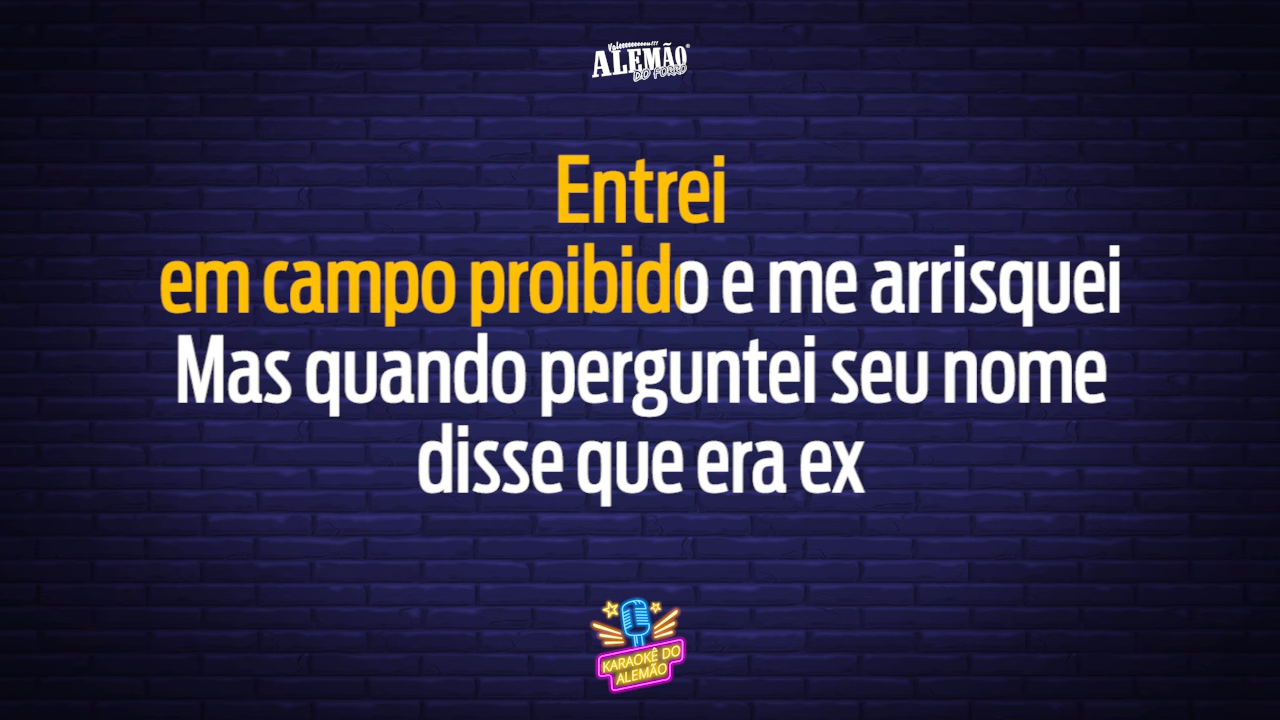 ALEMÃO
DO FORRÓ
Entrei
em campo proibido e me arrisquei
Mas quando perguntei seu nome
disse que era ex
KARAOKÊ DO
ALEMÃO